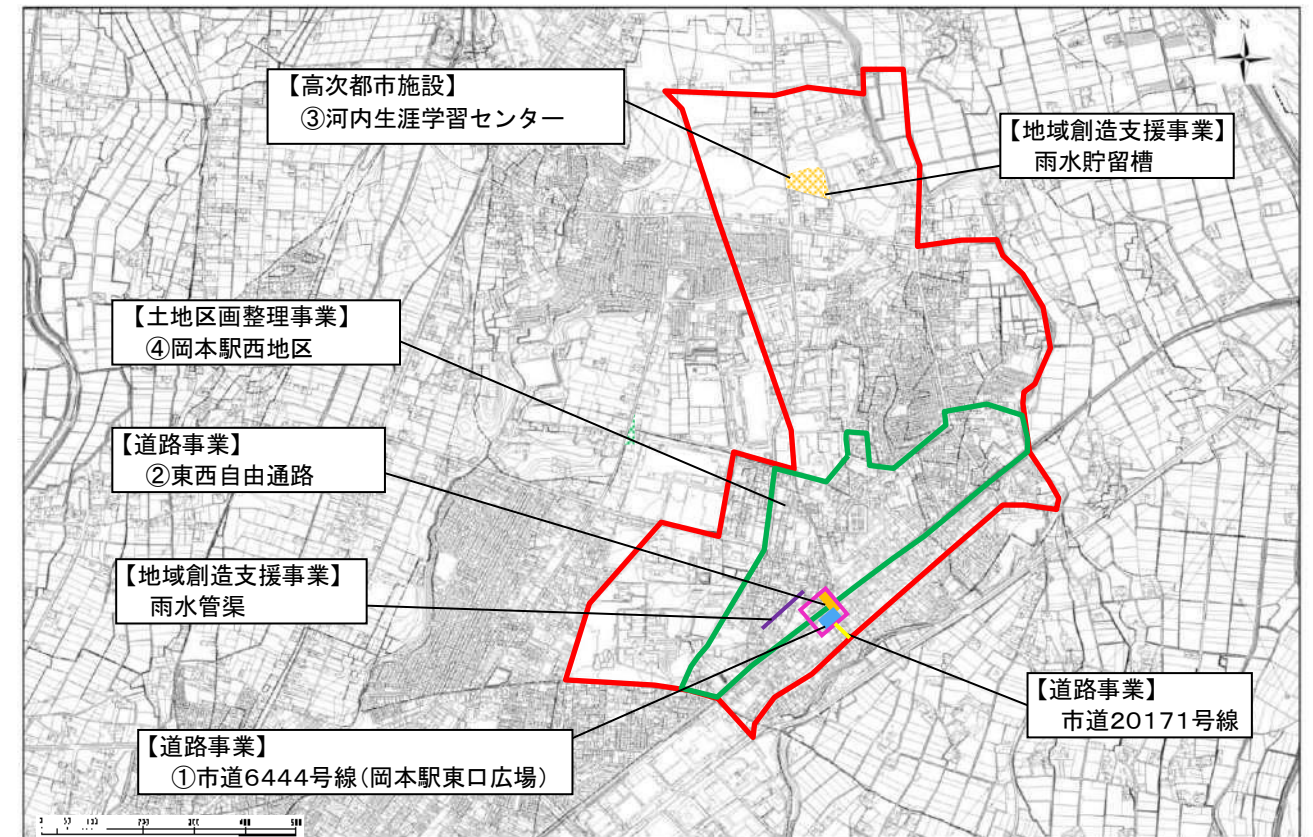 N
【高次都市施設】
③河内生涯学習センター
【地域創造支援事業】
雨水貯留槽
【土地区画整理事業】
④岡本駅西地区
【道路事業】
②東西自由通路
【地域創造支援事業】
雨水管渠
【道路事業】
市道20171号線
【道路事業】
①市道6444号線(岡本駅東口広場)